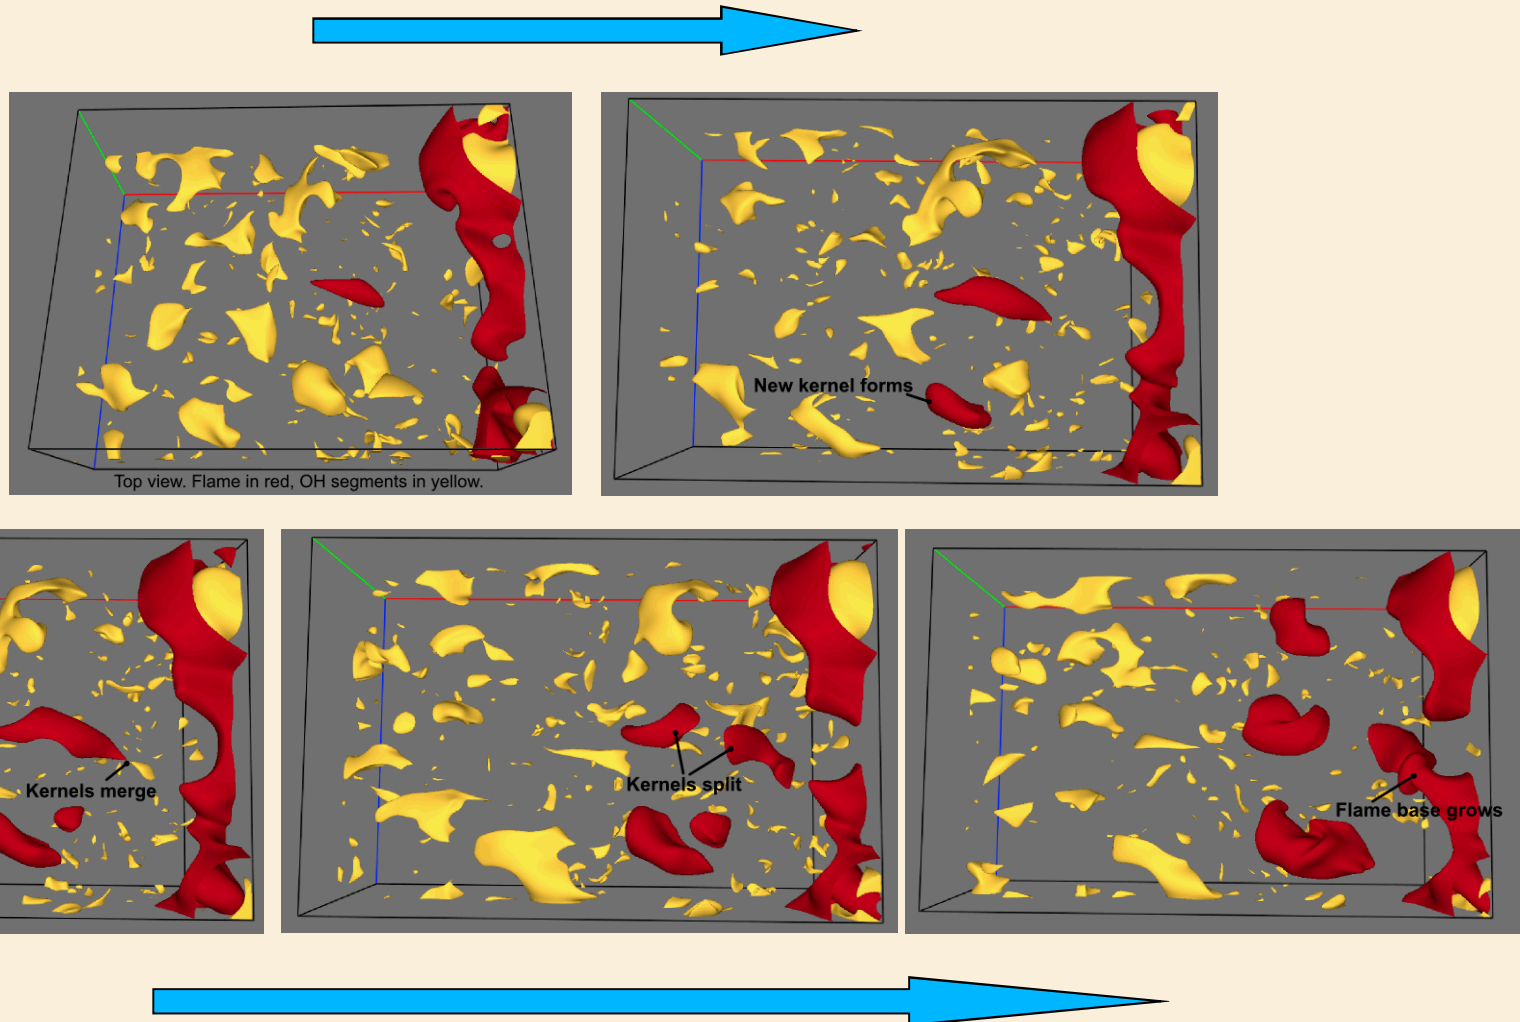 Top view. Flame in red, OH segments in yellow.
New kernel forms
Kernels merge
Kernels split
Flame base grows